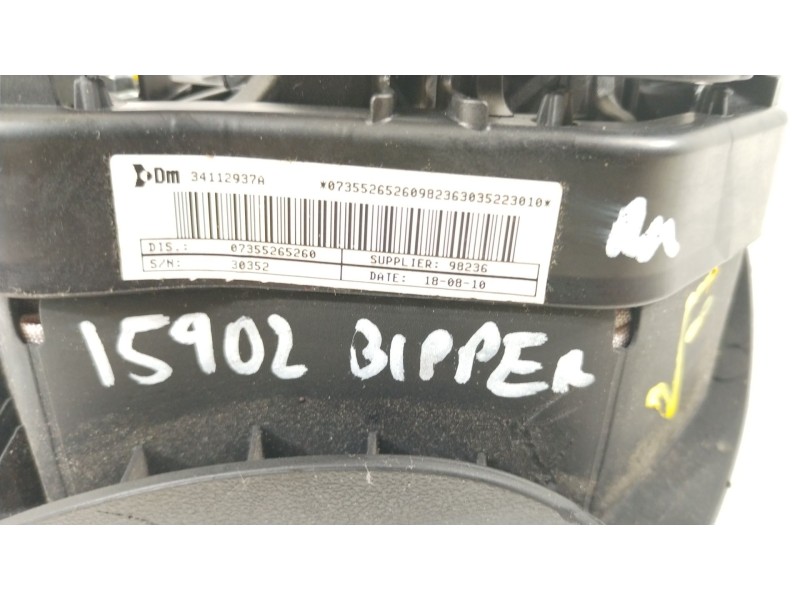 Dm 34112937A *07355265260982363035223010*
DIS.: 07355265260 SUPPLIER: 98236
S/N: 30352 DATE: 18-08-10
15902 BIPPER